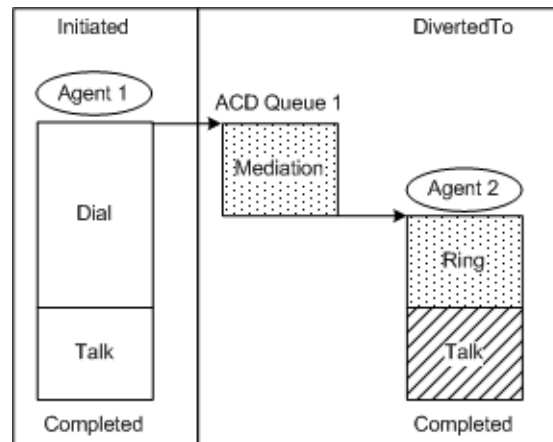 Initiated
DivertedTo
Agent 1
ACD Queue 1
Mediation
Dial
Agent 2
Ring
Talk
Talk
Completed
Completed